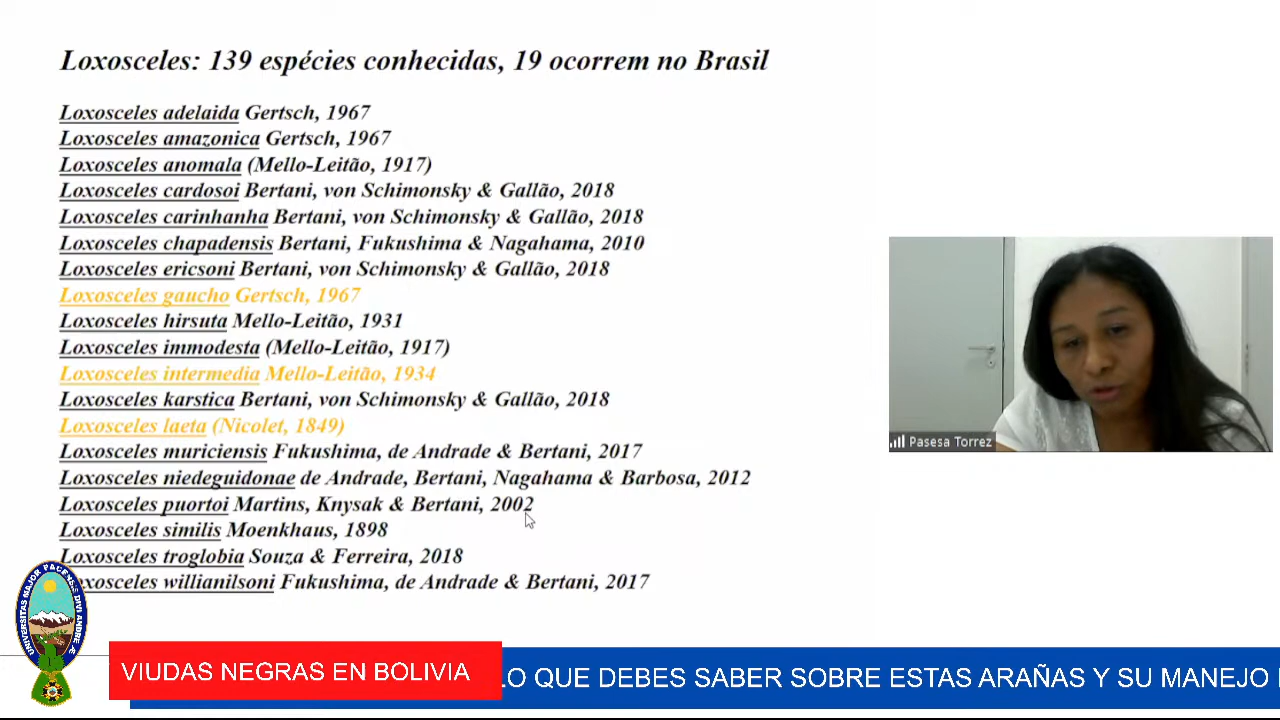 Loxosceles: 139 espécies conhecidas, 19 ocorrem no Brasil
Loxosceles adelaida Gertsch, 1967
Loxosceles amazonica Gertsch, 1967
Loxosceles anomala (Mello-Leitão, 1917)
Loxosceles cardosoi Bertani, von Schimonsky & Gallão, 2018
Loxosceles carinhanha Bertani, von Schimonsky & Gallão, 2018
Loxosceles chapadensis Bertani, Fukushima & Nagahama, 2010
Loxosceles ericsoni Bertani, von Schimonsky & Gallão, 2018
Loxosceles gaucho Gertsch, 1967
Loxosceles hirsuta Mello-Leitão, 1931
Loxosceles immodesta (Mello-Leitão, 1917)
Loxosceles intermedia Mello-Leitão, 1934
Loxosceles karstica Bertani, von Schimonsky & Gallão, 2018
Loxosceles laeta (Nicolet, 1849)
Loxosceles muriciensis Fukushima, de Andrade & Bertani, 2017
Loxosceles niedeguidonae de Andrade, Bertani, Nagahama & Barbosa, 2012
Loxosceles puortoi Martins, Knysak & Bertani, 2002
Loxosceles similis Moenkhaus, 1898
Loxosceles troglobia Souza & Ferreira, 2018
Loxosceles willianilsoni Fukushima, de Andrade & Bertani, 2017
Pasesa Torrez
UNIVERSITAS MAJOR PACENSIS DIVI ANDRE Æ
VIUDAS NEGRAS EN BOLIVIA
LO QUE DEBES SABER SOBRE ESTAS ARAÑAS Y SU MANEJO